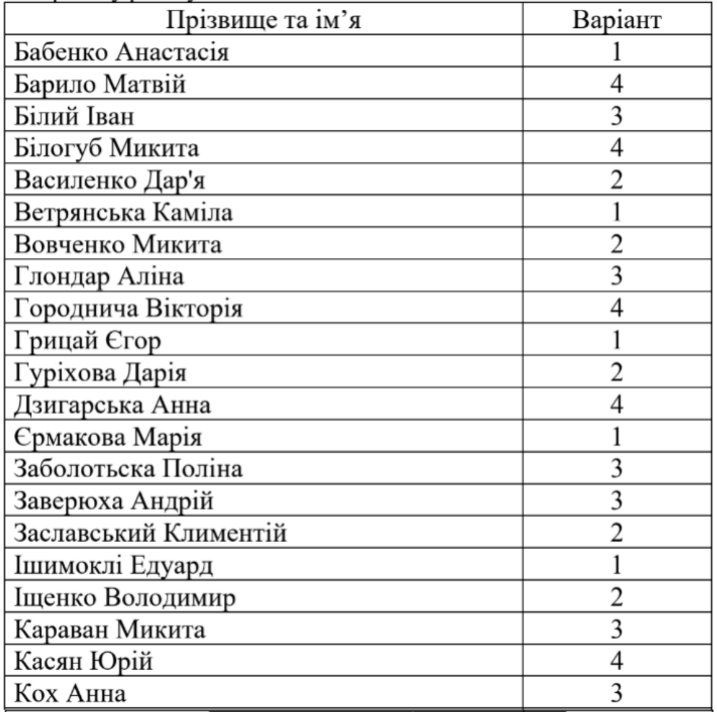 Прізвище та ім’я Варіант
Бабенко Анастасія 1
Барило Матвій 4
Білий Іван 3
Білогуб Микита 4
Василенко Дар'я 2
Ветрянська Каміла 1
Вовченко Микита 2
Глондар Аліна 3
Городнича Вікторія 4
Грицай Єгор 1
Гуріхова Дарія 2
Дзигарська Анна 4
Єрмакова Марія 1
Заболотьска Поліна 3
Заверюха Андрій 3
Заславський Климентій 2
Ішимоклі Едуард 1
Іщенко Володимир 2
Караван Микита 3
Касян Юрій 4
Кох Анна 3